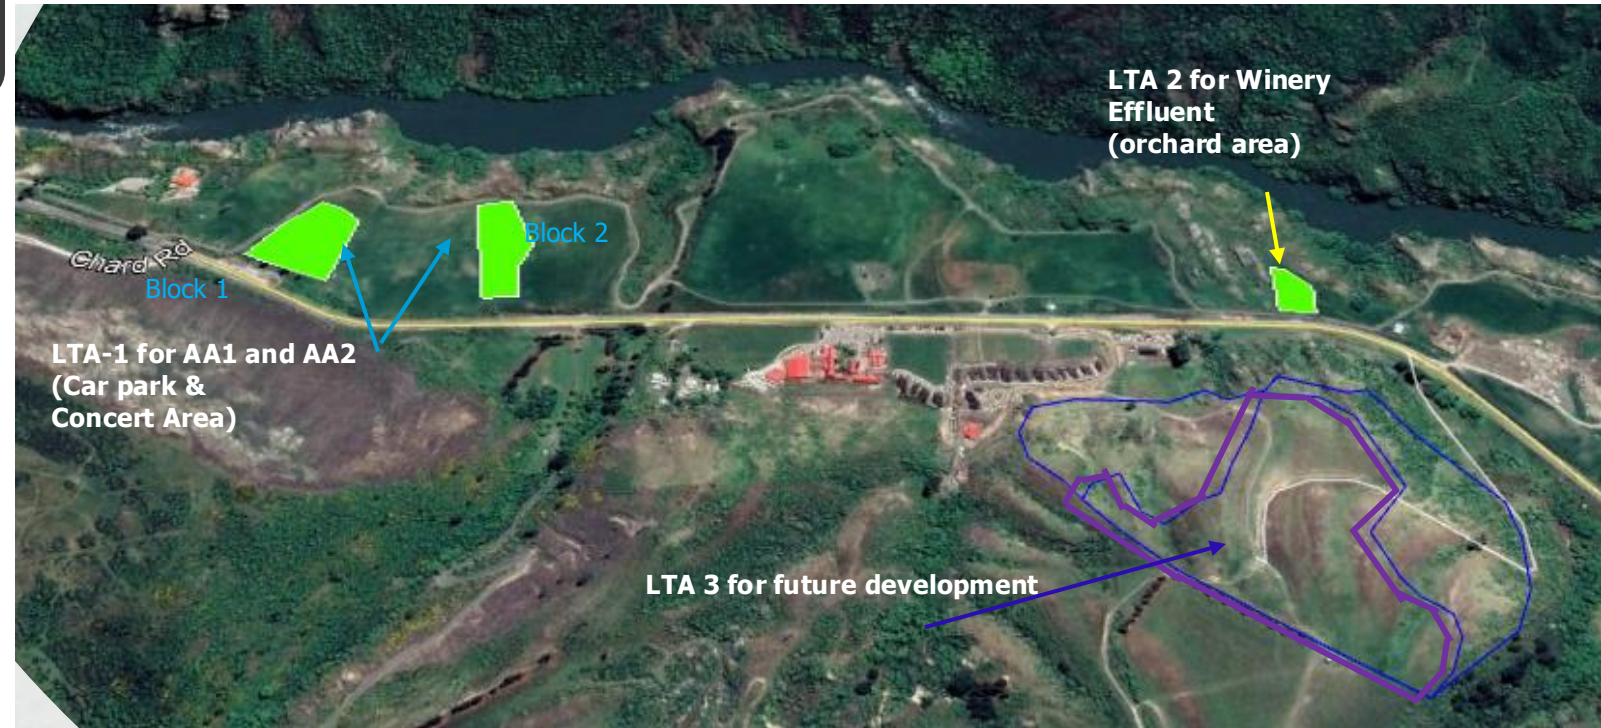 LTA 2 for Winery
Effluent
(orchard area)
Block 2
Chard Rd
Block 1
LTA-1 for AA1 and AA2
(Car park &
Concert Area)
LTA 3 for future development